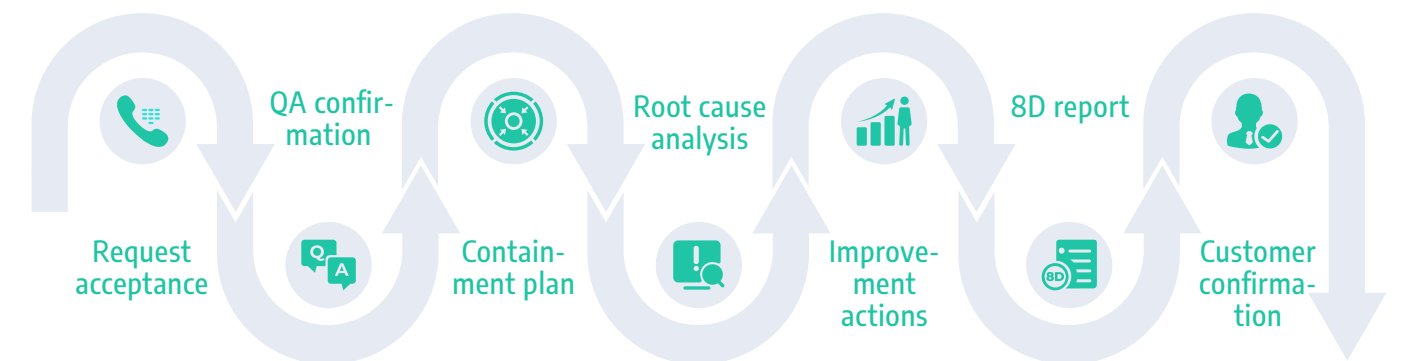 Request
acceptance
QA confir-
mation
Q
A
Contain-
ment plan
Root cause
analysis
!
Improve-
ment
actions
8D report
8D
Customer
confirma-
tion